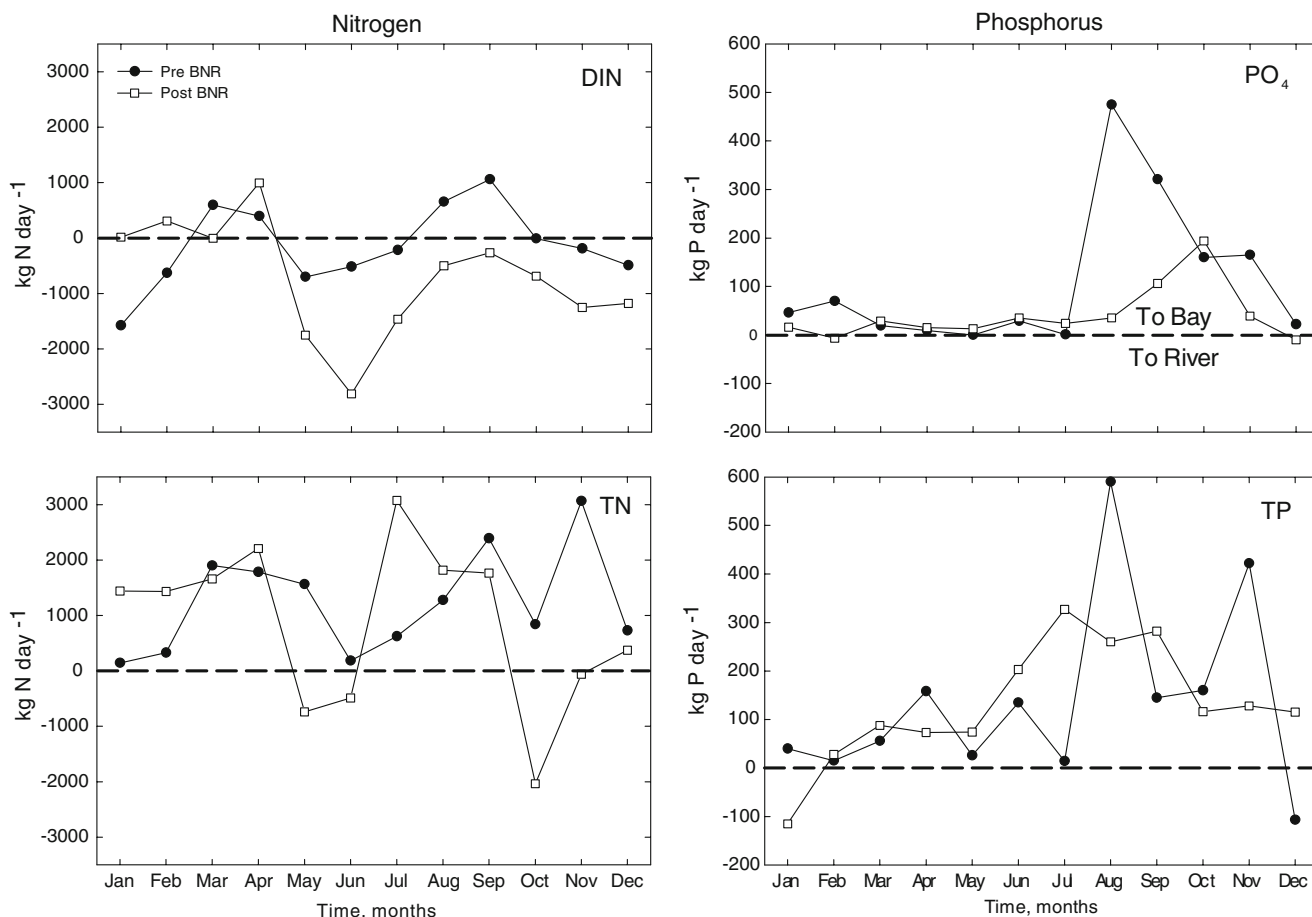 Nitrogen
Phosphorus
3000
2000
1000
0
-1000
-2000
-3000
kg N day -1
Pre BNR
Post BNR
DIN
600
500
400
300
200
100
0
-100
-200
kg P day -1
PO4
To Bay
To River
3000
2000
1000
0
-1000
-2000
-3000
kg N day -1
TN
Jan Feb Mar Apr May Jun Jul Aug Sep Oct Nov Dec
Time, months
600
500
400
300
200
100
0
-100
-200
kg P day -1
TP
Jan Feb Mar Apr May Jun Jul Aug Sep Oct Nov Dec
Time, months